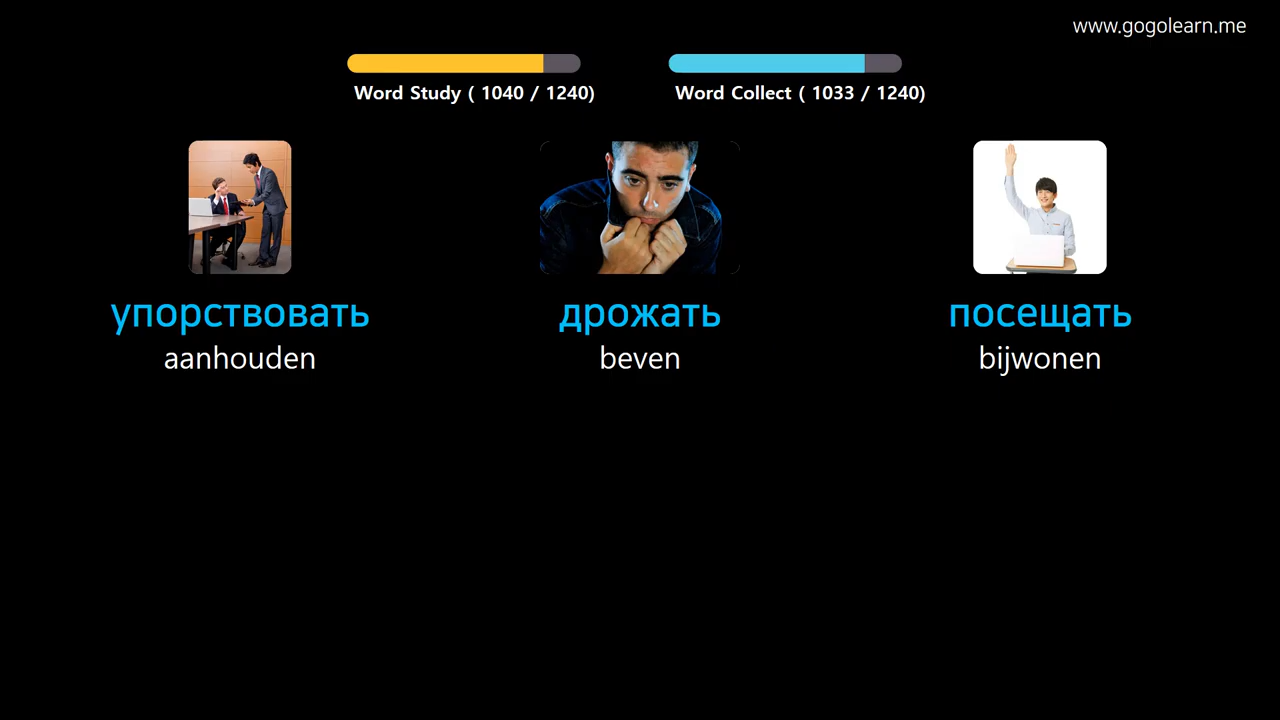 www.gogolearn.me
Word Study ( 1040 / 1240)
Word Collect ( 1033 / 1240)
упорствовать
aanhouden
дрожать
beven
посещать
bijwonen